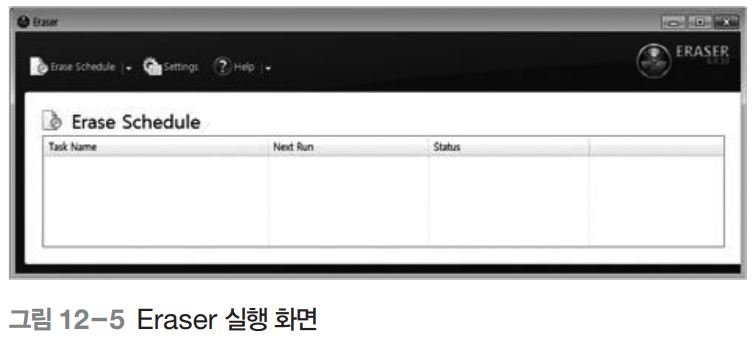 Eraser
ERASER
Erase Schedule
Settings
Help
Erase Schedule
Task Name Next Run Status
그림 12-5 Eraser 실행 화면